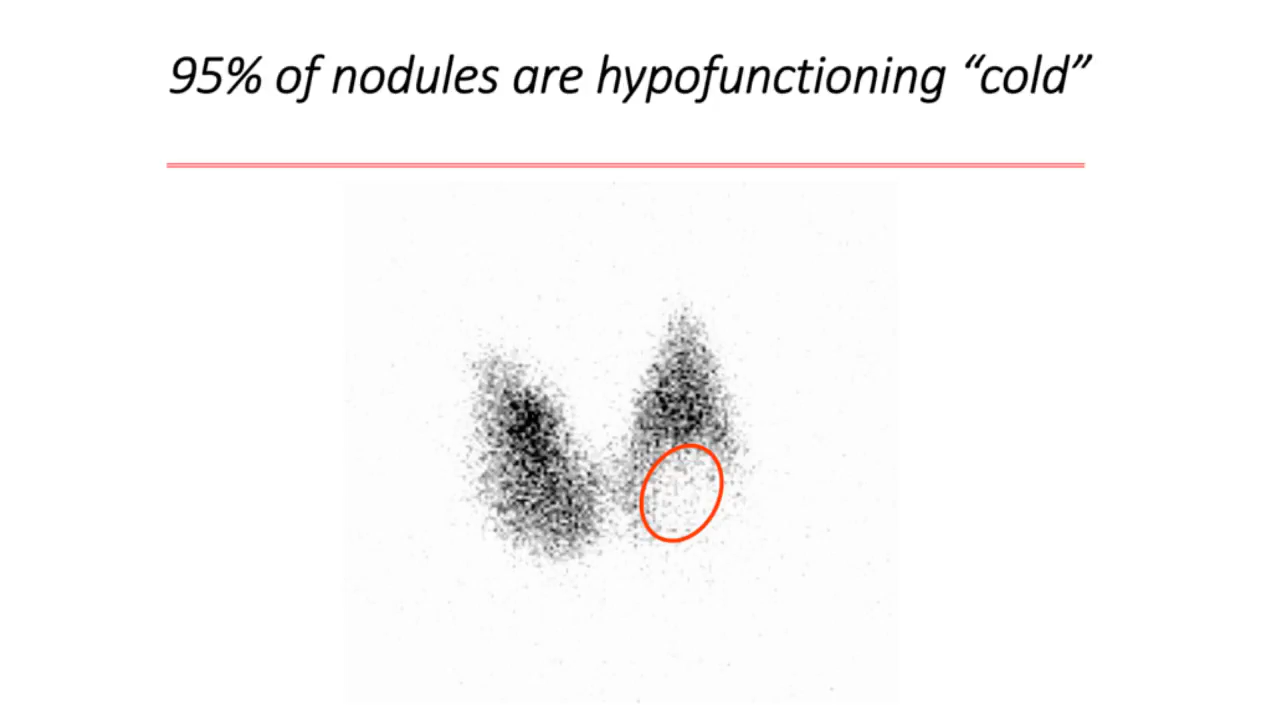 95% of nodules are hypofunctioning “cold”